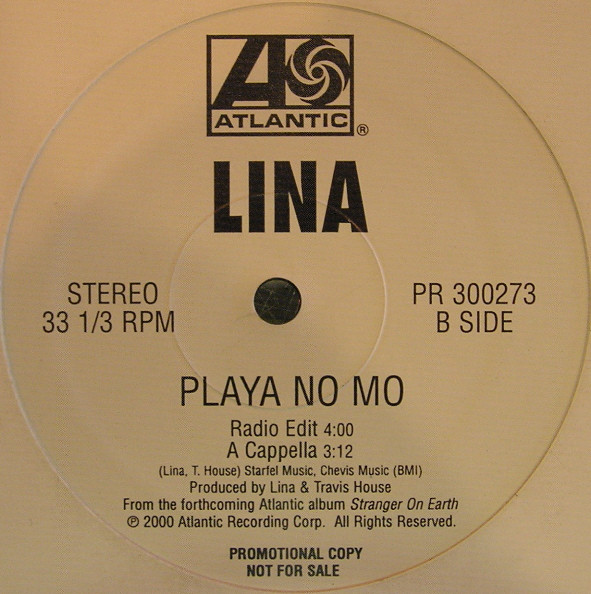 ATLANTIC®
LINA
STEREO
33 1/3 RPM
PR 300273
B SIDE
PLAYA NO MO
Radio Edit 4:00
A Cappella 3:12
(Lina, T. House) Starfel Music, Chevis Music (BMI)
Produced by Lina & Travis House
From the forthcoming Atlantic album Stranger On Earth
℗ 2000 Atlantic Recording Corp. All Rights Reserved.
PROMOTIONAL COPY
NOT FOR SALE